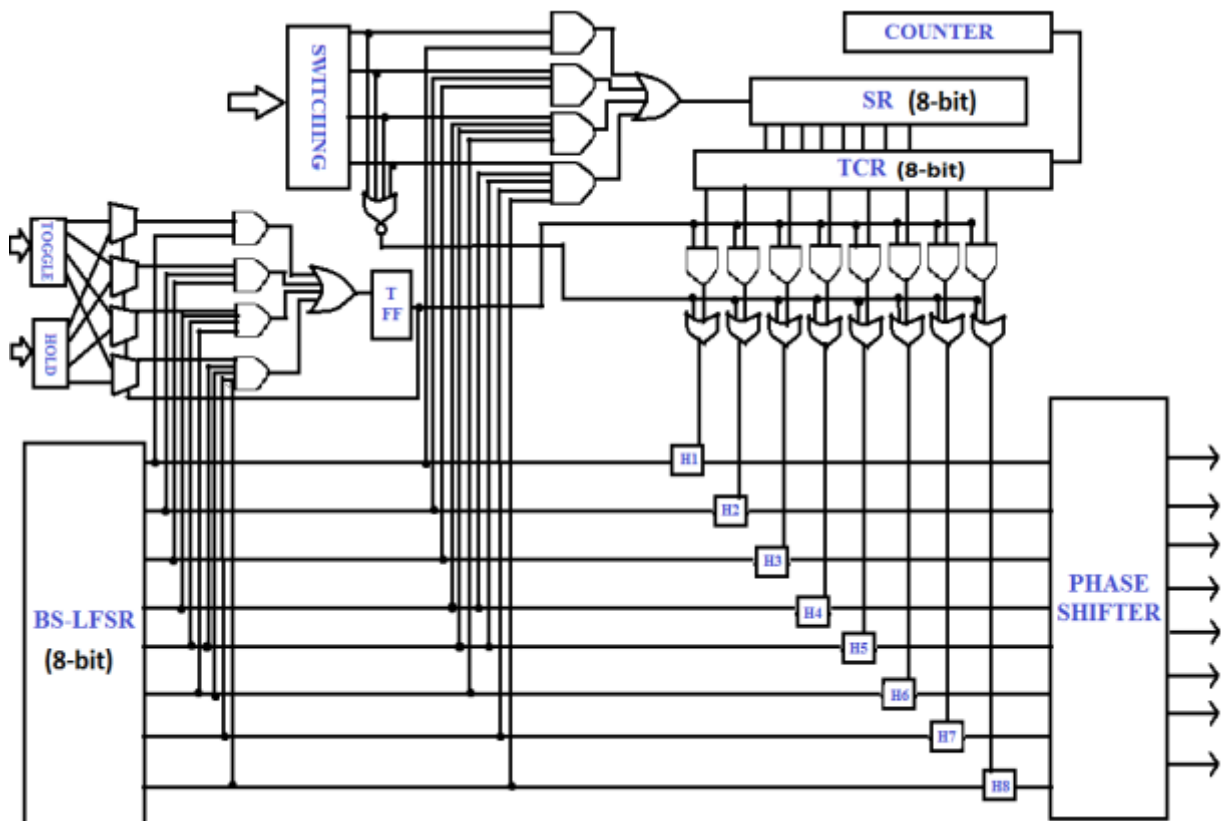 COUNTER
SWITCHING
SR (8-bit)
TCR (8-bit)
TOGGLE
HOLD
T
FF
H1
H2
H3
H4
H5
H6
H7
H8
BS-LFSR
(8-bit)
PHASE
SHIFTER